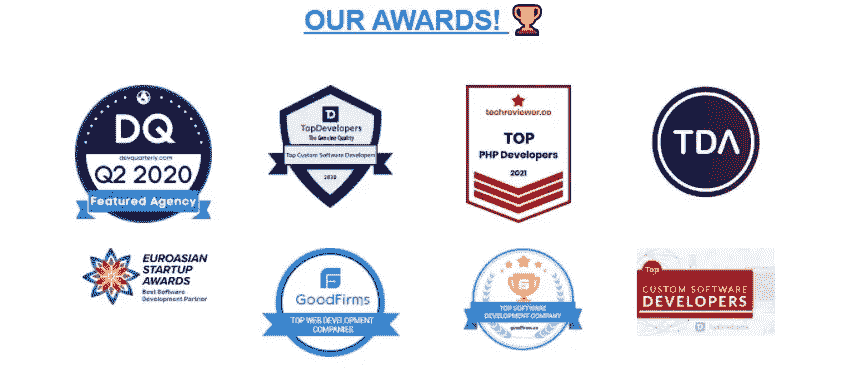 OUR AWARDS!
DQ
devquarterly.com
Q2 2020
Featured Agency
TopDevelopers
The Genuine Quality
Top Custom Software Developers
2020
techreviewer.co
TOP
PHP Developers
2021
TDA
EUROASIAN
STARTUP
AWARDS
Best Software
Development Partner
GoodFirms
TOP WEB DEVELOPMENT
COMPANIES
G
TOP SOFTWARE
DEVELOPMENT COMPANY
goodfirms.co
Top
CUSTOM SOFTWARE
DEVELOPERS